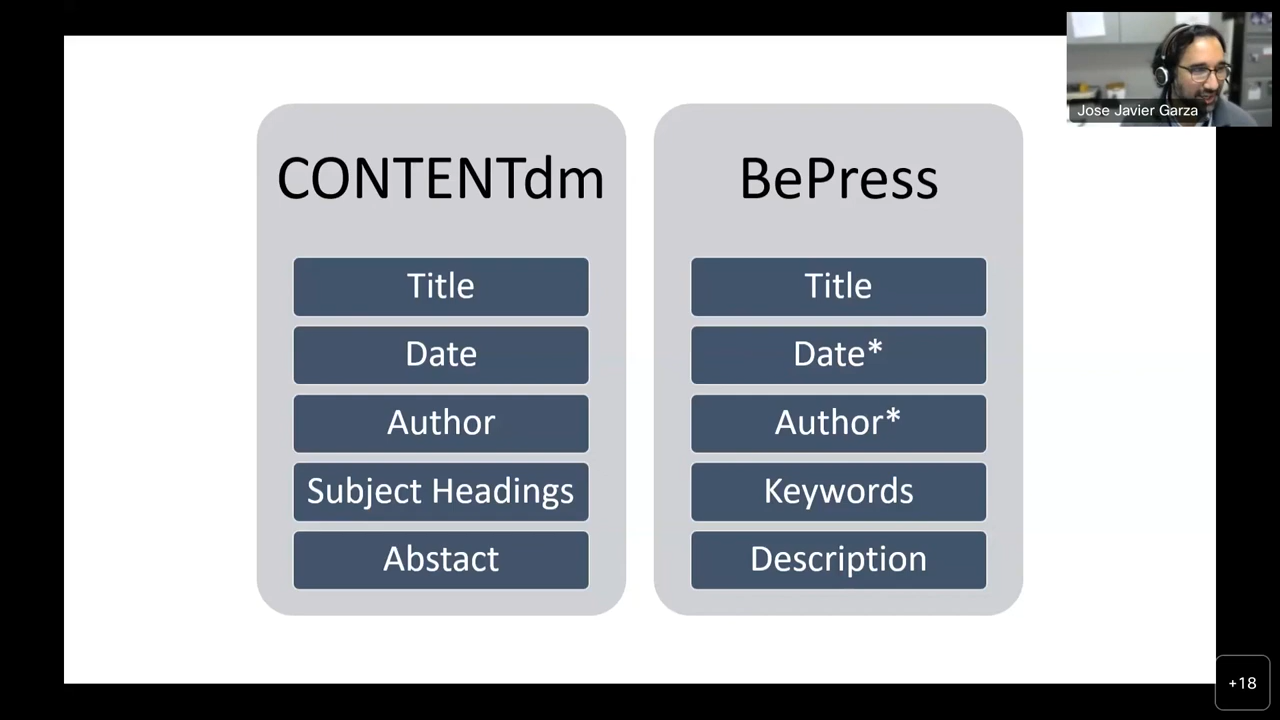 Jose Javier Garza
CONTENTdm
Title
Date
Author
Subject Headings
Abstact
BePress
Title
Date*
Author*
Keywords
Description
+18